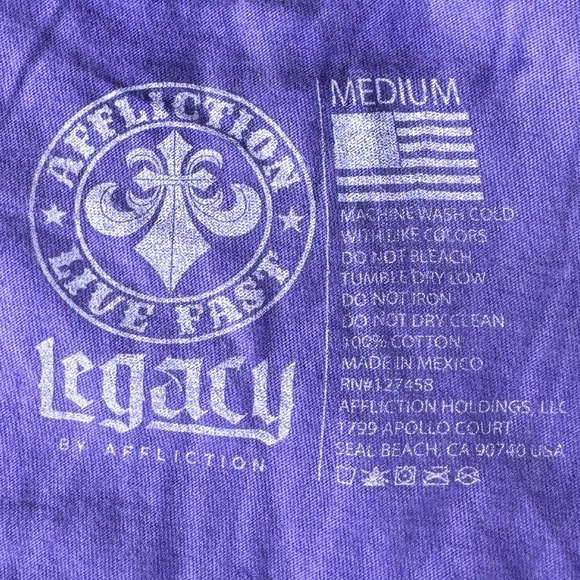 AFFLICTION
LIVE FAST
Legacy
BY AFFLICTION
MEDIUM
MACHINE WASH COLD
WITH LIKE COLORS
DO NOT BLEACH
TUMBLE DRY LOW
DO NOT IRON
DO NOT DRY CLEAN
100% COTTON
MADE IN MEXICO
RN#127458
AFFLICTION HOLDINGS, LLC
1799 APOLLO COURT
SEAL BEACH, CA 90740 USA